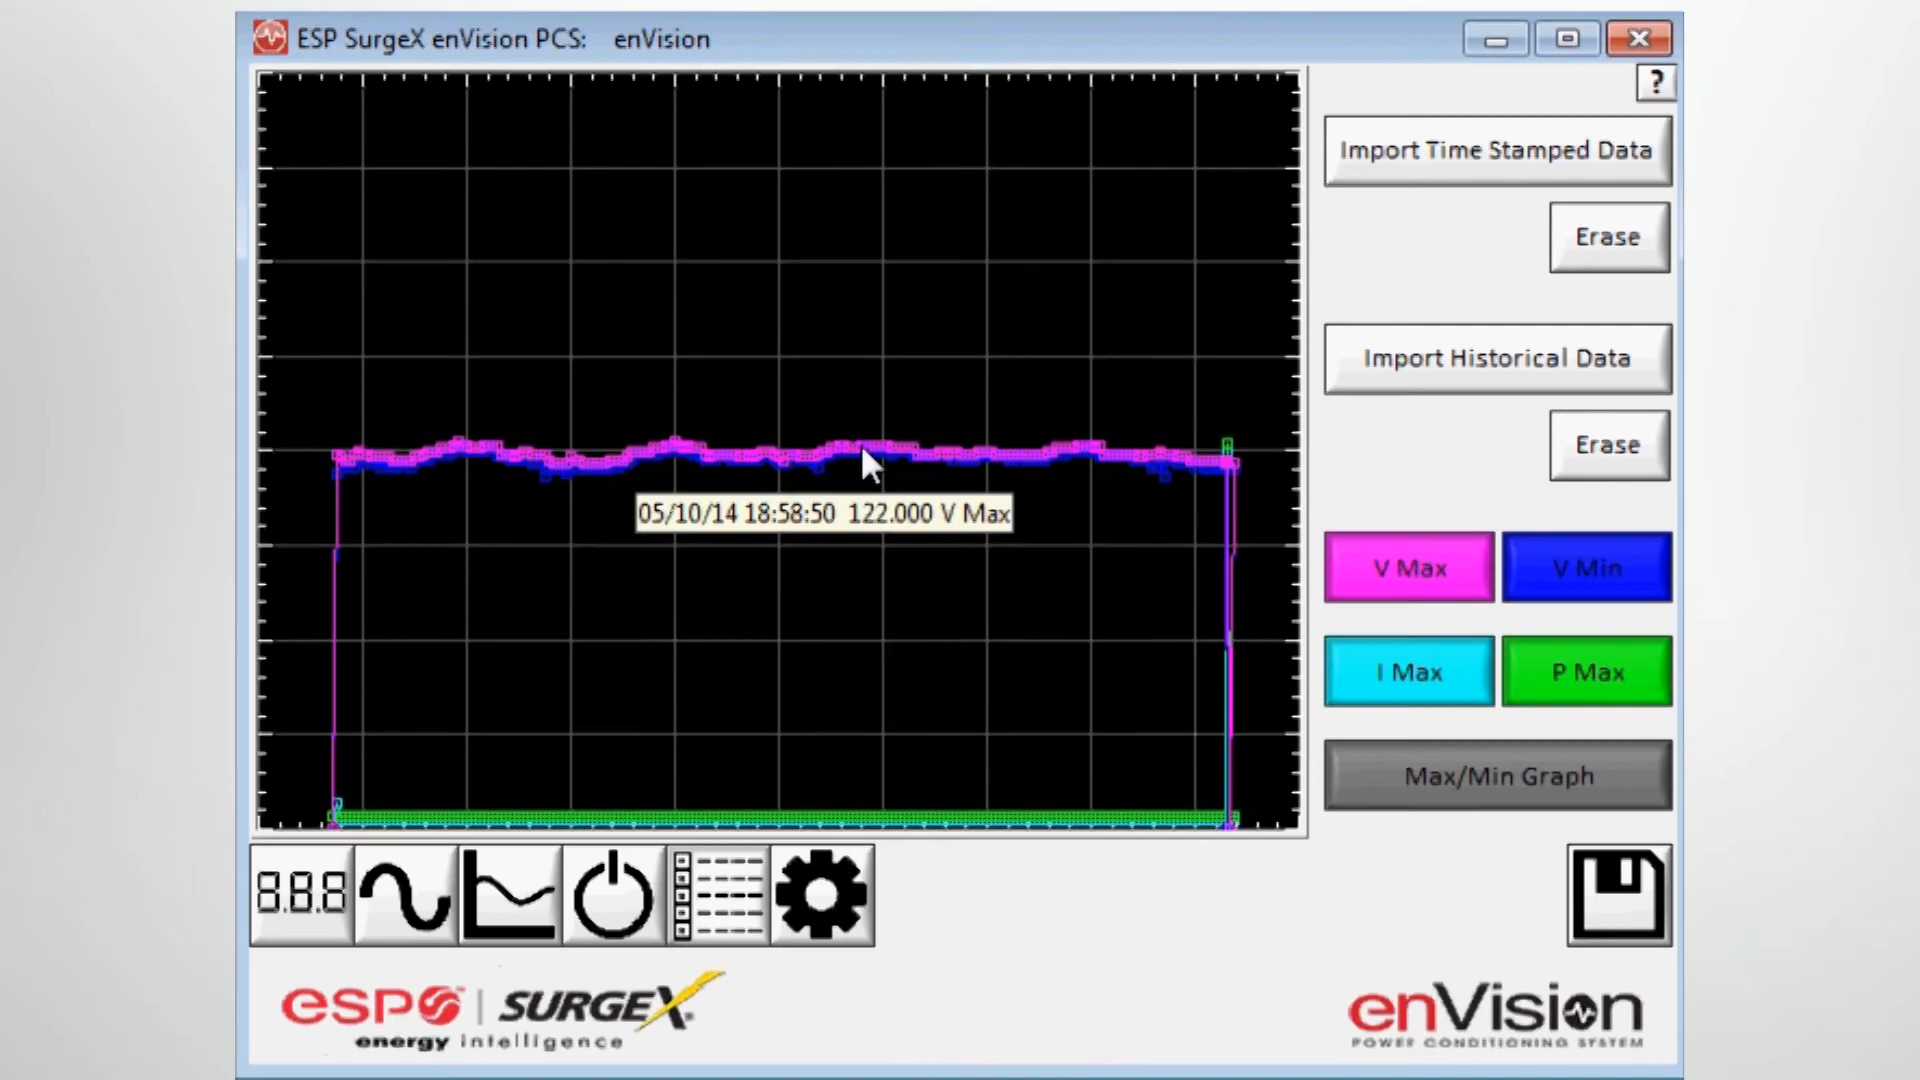 ESP SurgeX enVision PCS: enVision
?
Import Time Stamped Data
Erase
Import Historical Data
Erase
05/10/14 18:58:50 122.000 V Max
V Max
V Min
I Max
P Max
Max/Min Graph
8.8.8
esp | SURGEX
energy intelligence
enVision
POWER CONDITIONING SYSTEM